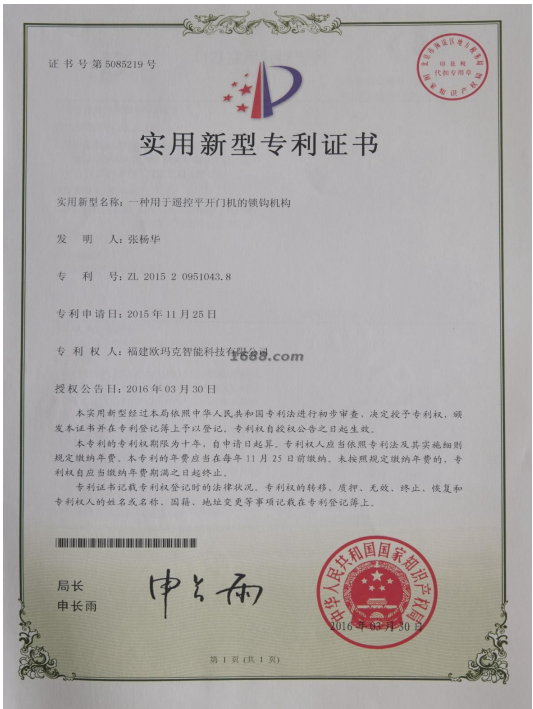 证书号第5085219号
实用新型专利证书
实用新型名称：一种用于遥控平开门机的锁钩机构
发 明 人：张杨华
专 利 号：ZL 2015 2 0951043.8
专利申请日：2015年11月25日
专 利 权 人：福建欧玛克智能科技有限公司
1688.com
授权公告日：2016年03月30日
本实用新型经过本局依照中华人民共和国专利法进行初步审查，决定授予专利权，颁
发本证书并在专利登记簿上予以登记。专利权自授权公告之日起生效。
本专利的专利权期限为十年，自申请日起算。专利权人应当依照专利法及其实施细则
规定缴纳年费。本专利的年费应当在每年11月25日前缴纳。未按照规定缴纳年费的，专
利权自应当缴纳年费期满之日起终止。
专利证书记载专利权登记时的法律状况。专利权的转移、质押、无效、终止、恢复和
专利权人的姓名或名称、国籍、地址变更等事项记载在专利登记簿上。
局长
申长雨
申长雨
中华人民共和国国家知识产权局
2016年03月30日
第 1 页 (共 1 页)